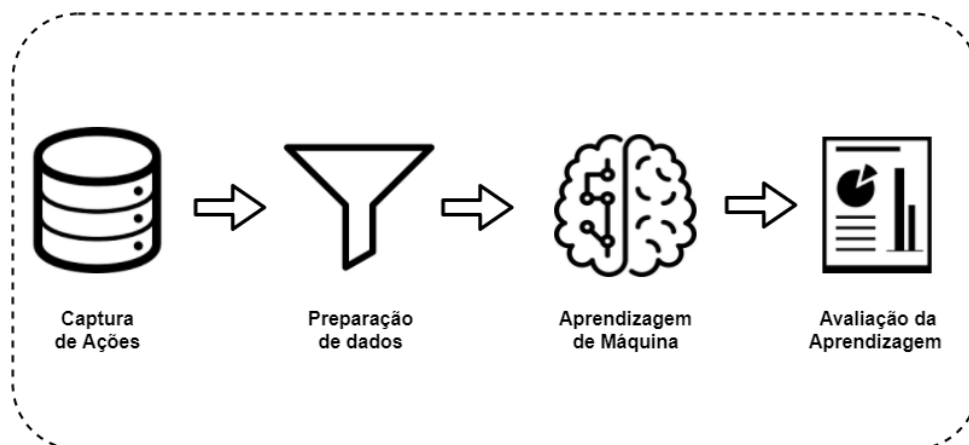 Captura
de Ações
Preparação
de dados
Aprendizagem
de Máquina
Avaliação da
Aprendizagem